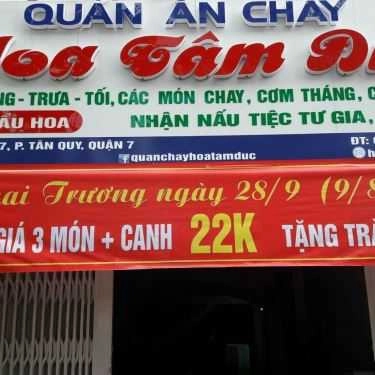 QUÁN ĂN CHAY
Hoa Tâm Đ
NG - TRƯA - TỐI, CÁC MÓN CHAY, CƠM THÁNG, C
ẦU HOA NHẬN NẤU TIỆC TƯ GIA,
7, P. TÂN QUY, QUẬN 7 quanchayhoatamduc ĐT:
ai Trương ngày 28/9 (9/8
GIÁ 3 MÓN + CANH 22K TẶNG TRÀ